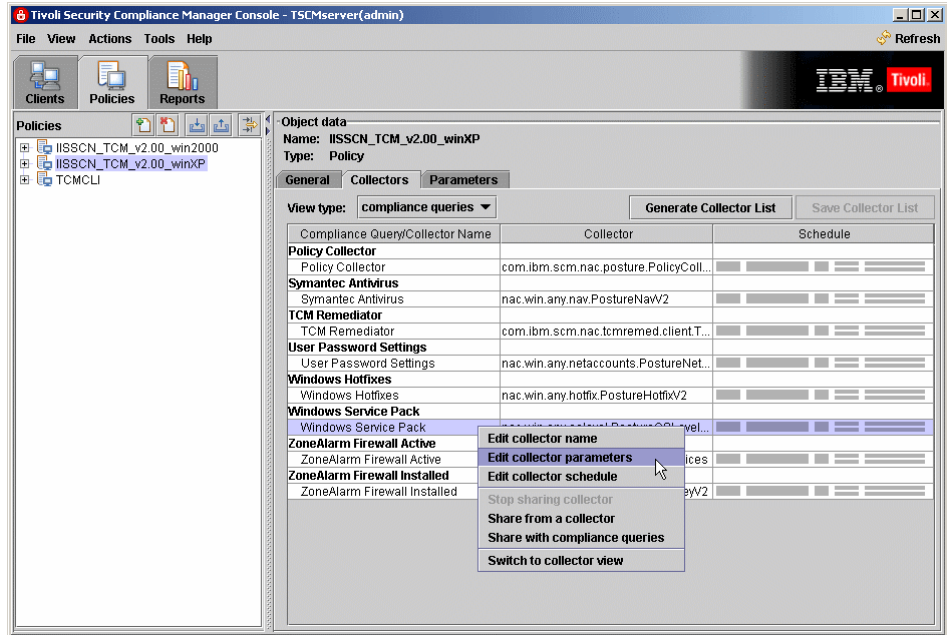 Tivoli Security Compliance Manager Console - TSCMserver(admin)
File View Actions Tools Help
Refresh
Clients Policies Reports
IBM Tivoli
Policies
IISSCN_TCM_v2.00_win2000
IISSCN_TCM_v2.00_winXP
TCMCLI
Object data
Name: IISSCN_TCM_v2.00_winXP
Type: Policy
General Collectors Parameters
View type: compliance queries Generate Collector List Save Collector List
Compliance Query/Collector Name Collector Schedule
Policy Collector
Policy Collector com.ibm.scm.nac.posture.PolicyColl...
Symantec Antivirus
Symantec Antivirus nac.win.any.nav.PostureNavV2
TCM Remediator
TCM Remediator com.ibm.scm.nac.tcmremed.client.T...
User Password Settings
User Password Settings nac.win.any.netaccounts.PostureNet...
Windows Hotfixes
Windows Hotfixes nac.win.any.hotfix.PostureHotfixV2
Windows Service Pack
Windows Service Pack
ZoneAlarm Firewall Active
ZoneAlarm Firewall Active ices
ZoneAlarm Firewall Installed
ZoneAlarm Firewall Installed eyV2
Edit collector name
Edit collector parameters
Edit collector schedule
Stop sharing collector
Share from a collector
Share with compliance queries
Switch to collector view